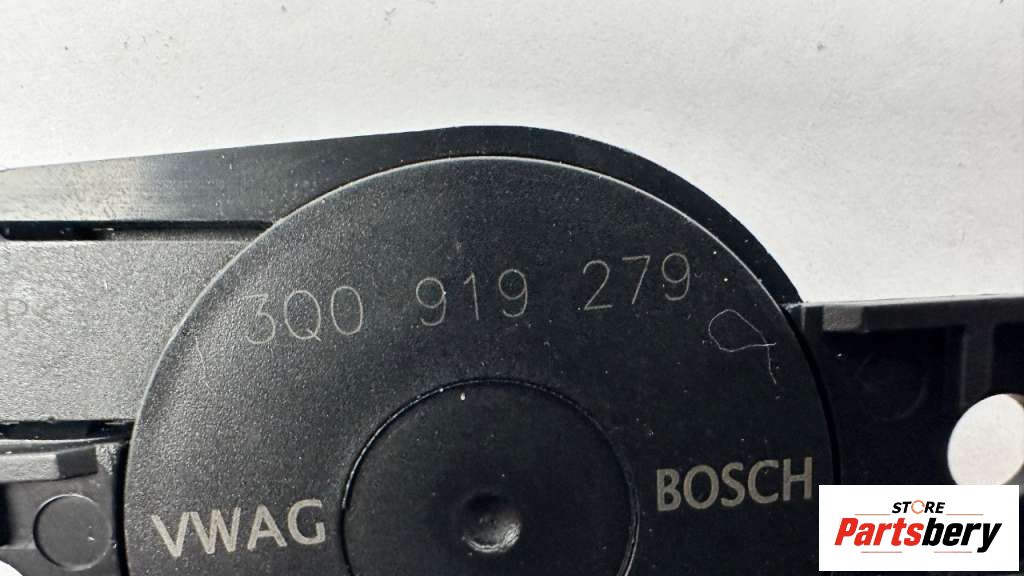 3Q0 919 279
VWAG
BOSCH
STORE
Partsbery